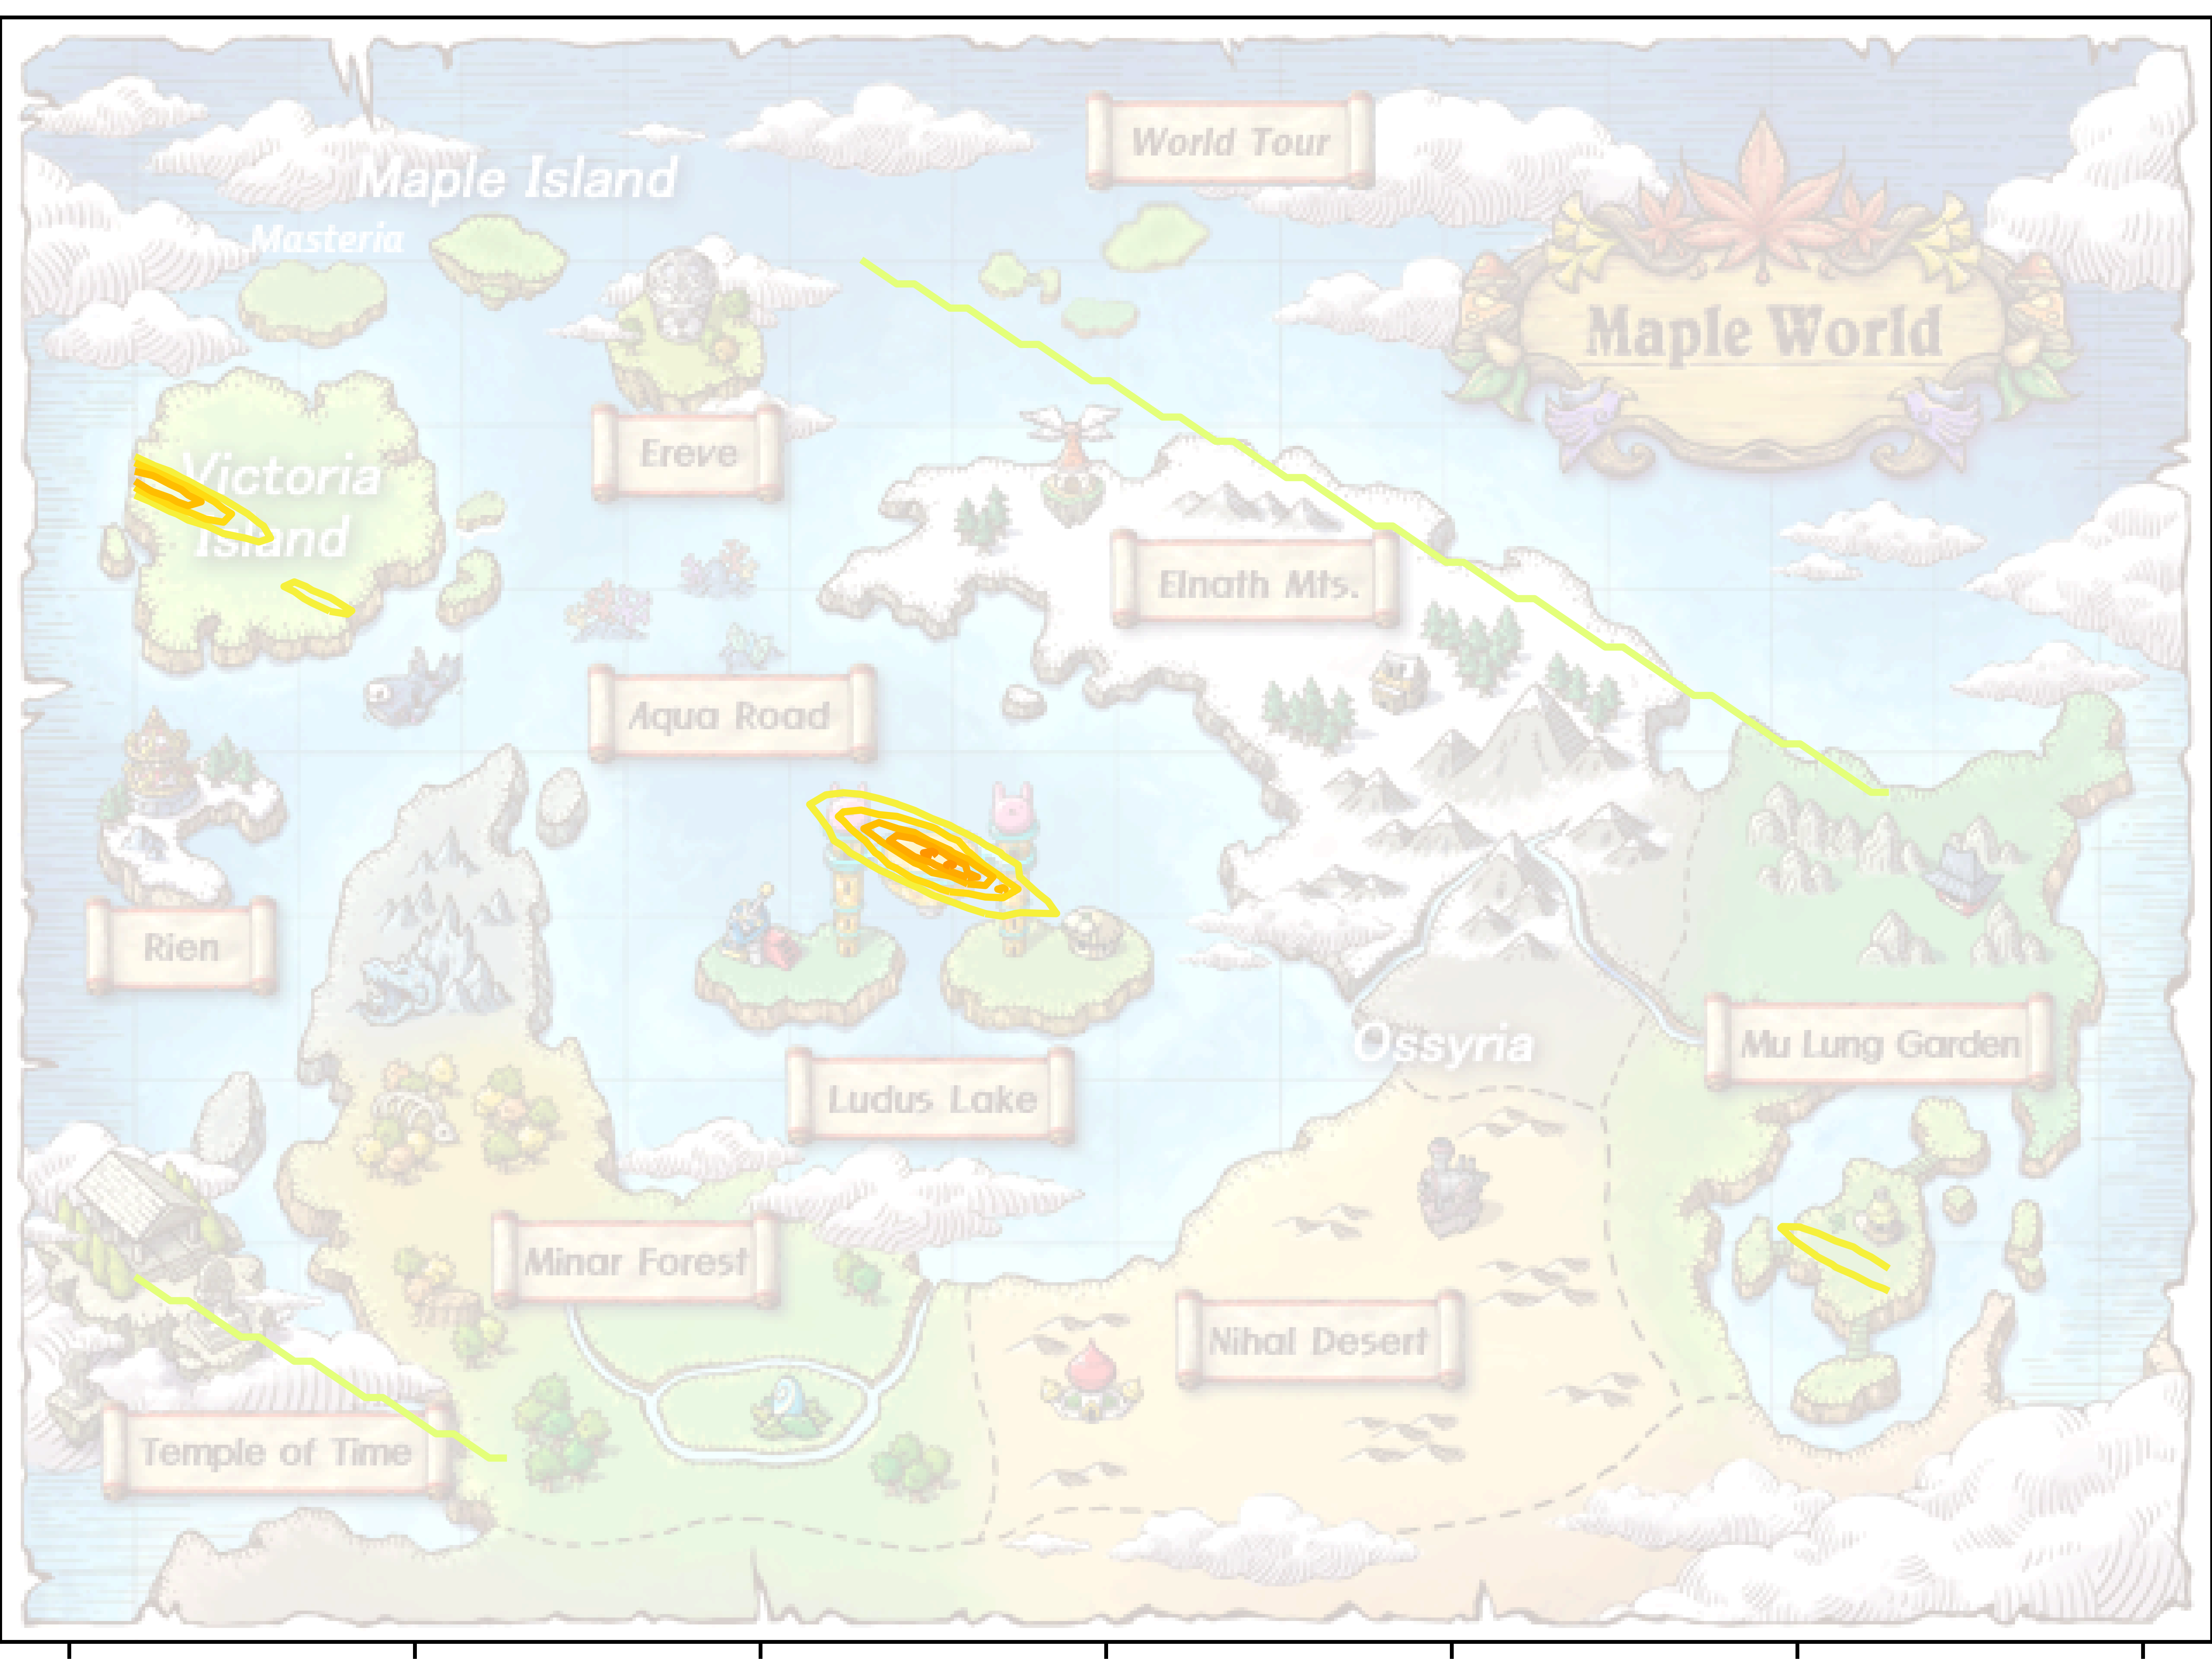 World Tour
Maple Island
Masteria
Maple World
Ereve
Victoria
Island
Elnath Mts.
Aqua Road
Rien
Ossyria
Mu Lung Garden
Ludus Lake
Minar Forest
Nihal Desert
Temple of Time